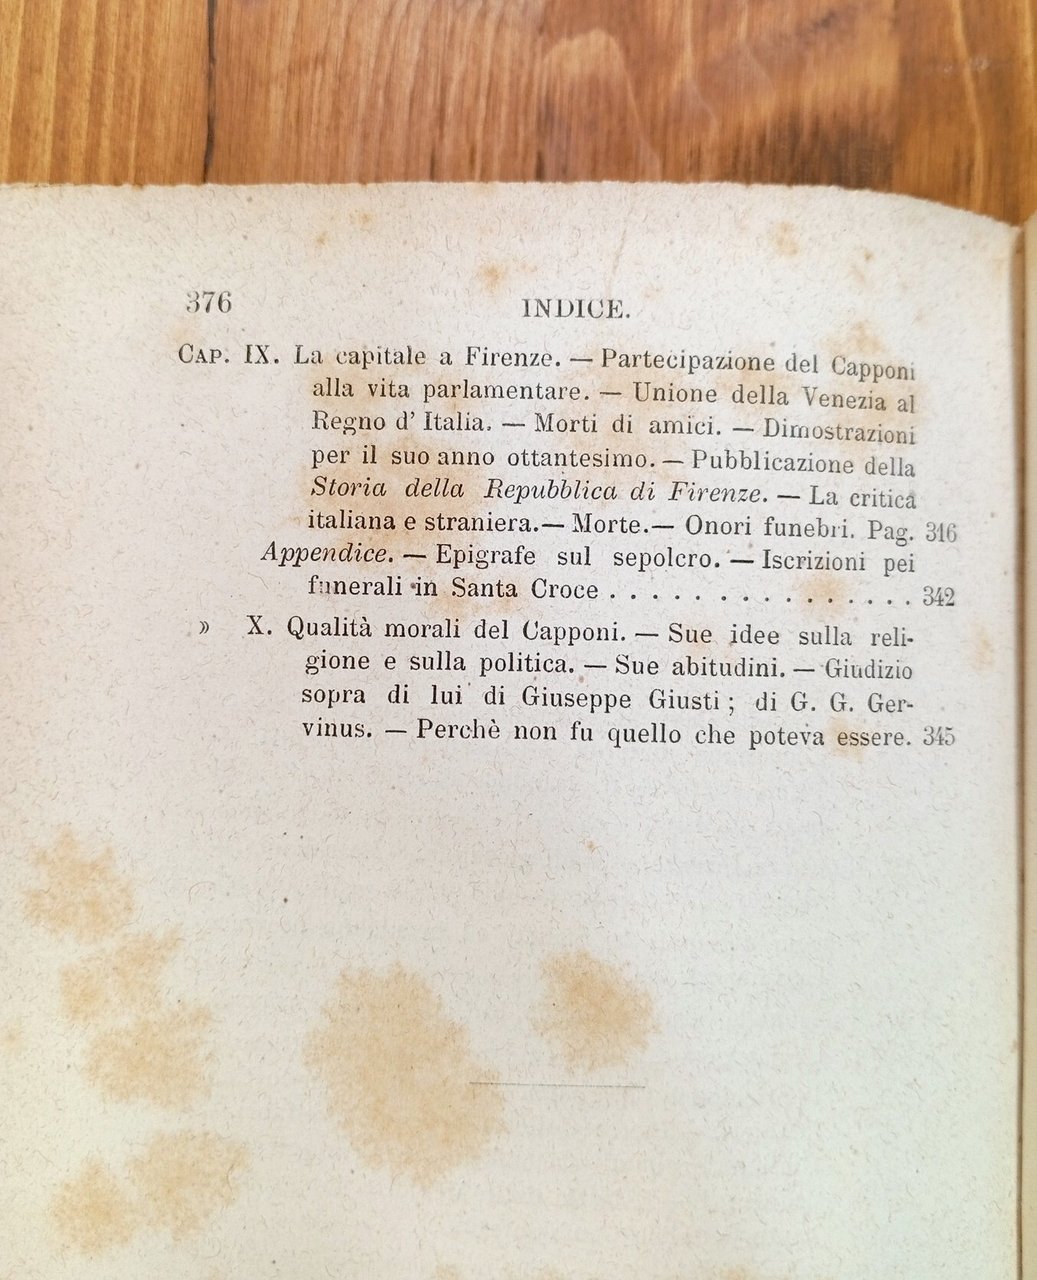 376 INDICE.
CAP. IX. La capitale a Firenze. — Partecipazione del Capponi
alla vita parlamentare. — Unione della Venezia al
Regno d' Italia. — Morti di amici. — Dimostrazioni
per il suo anno ottantesimo. — Pubblicazione della
Storia della Repubblica di Firenze. — La critica
italiana e straniera. — Morte. — Onori funebri. Pag. 316
Appendice. — Epigrafe sul sepolcro. — Iscrizioni pei
funerali in Santa Croce . . . . . . . . . . . . . . . 342
» X. Qualità morali del Capponi. — Sue idee sulla reli-
gione e sulla politica. — Sue abitudini. — Giudizio
sopra di lui di Giuseppe Giusti ; di G. G. Ger-
vinus. — Perchè non fu quello che poteva essere. 345